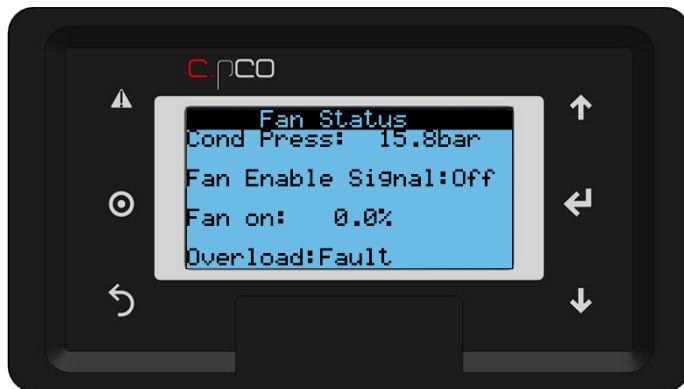 c.pCO
Fan Status
Cond Press: 15.8bar
Fan Enable Signal:Off
Fan on: 0.0%
Overload:Fault